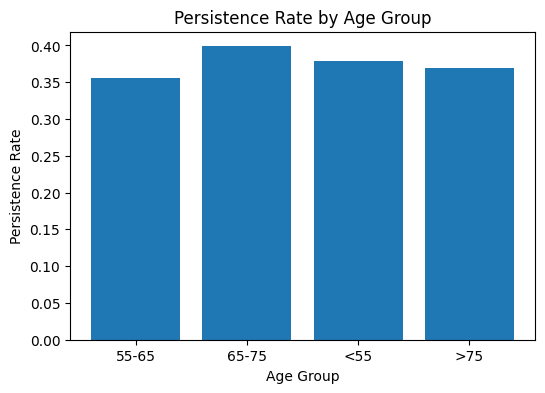 Persistence Rate by Age Group
Persistence Rate
0.40
0.35
0.30
0.25
0.20
0.15
0.10
0.05
0.00
55-65 65-75 <55 >75
Age Group